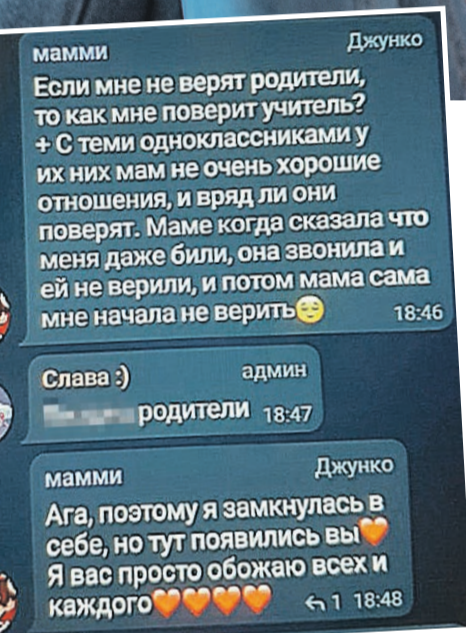 мамми Джунко
Если мне не верят родители,
то как мне поверит учитель?
+ С теми одноклассниками у
их них мам не очень хорошие
отношения, и вряд ли они
поверят. Маме когда сказала что
меня даже били, она звонила и
ей не верили, и потом мама сама
мне начала не верить😔
18:46
Слава :) админ
родители 18:47
мамми Джунко
Ага, поэтому я замкнулась в
себе, но тут появились вы🧡
Я вас просто обожаю всех и
каждого🧡🧡🧡🧡 1 18:48